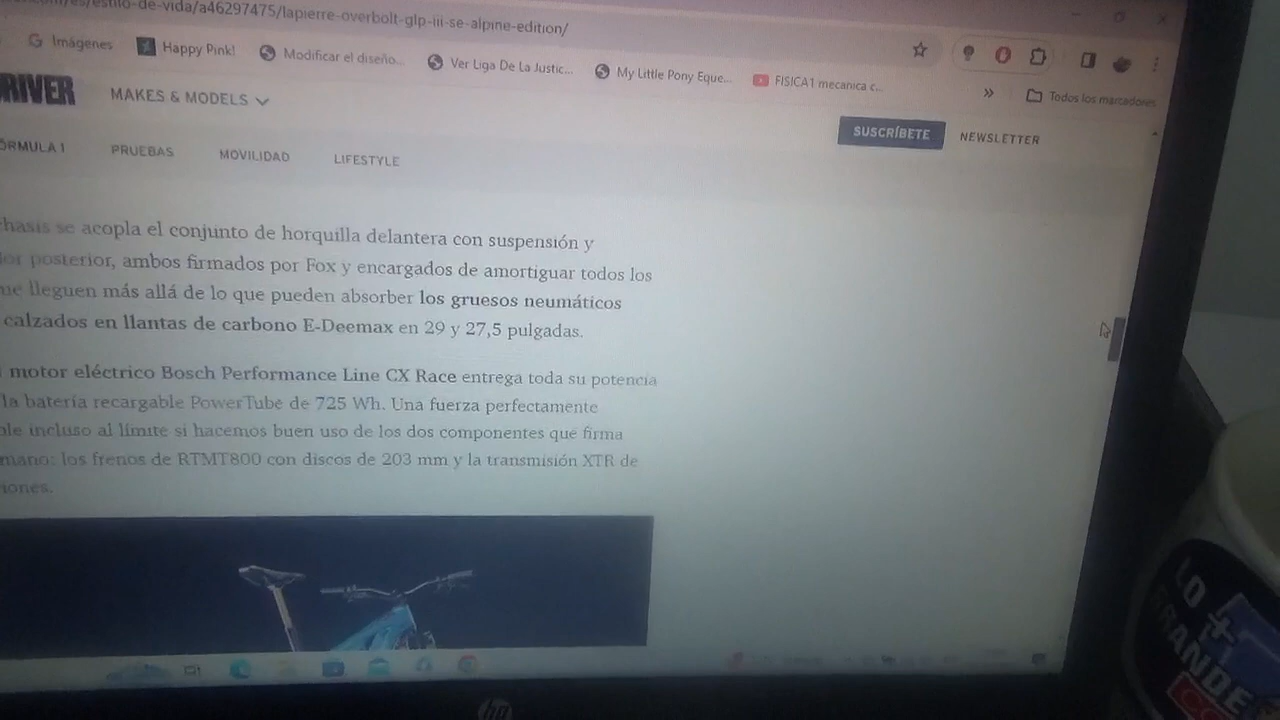 /es/estilo-de-vida/a46297475/lapierre-overbolt-glp-iii-se-alpine-edition/
Imágenes
Happy Pink!
Modificar el diseño...
Ver Liga De La Justic...
My Little Pony Eque...
FISICA1 mecanica c...
»
Todos los marcadores
RIVER
MAKES & MODELS
SUSCRÍBETE
NEWSLETTER
ÓRMULA 1
PRUEBAS
MOVILIDAD
LIFESTYLE
hasis se acopla el conjunto de horquilla delantera con suspensión y
or posterior, ambos firmados por Fox y encargados de amortiguar todos los
ue lleguen más allá de lo que pueden absorber los gruesos neumáticos
calzados en llantas de carbono E-Deemax en 29 y 27,5 pulgadas.
motor eléctrico Bosch Performance Line CX Race entrega toda su potencia
la batería recargable PowerTube de 725 Wh. Una fuerza perfectamente
ble incluso al límite si hacemos buen uso de los dos componentes que firma
mano: los frenos de RTMT800 con discos de 203 mm y la transmisión XTR de
iones.
hp
LO
+
GRANDE